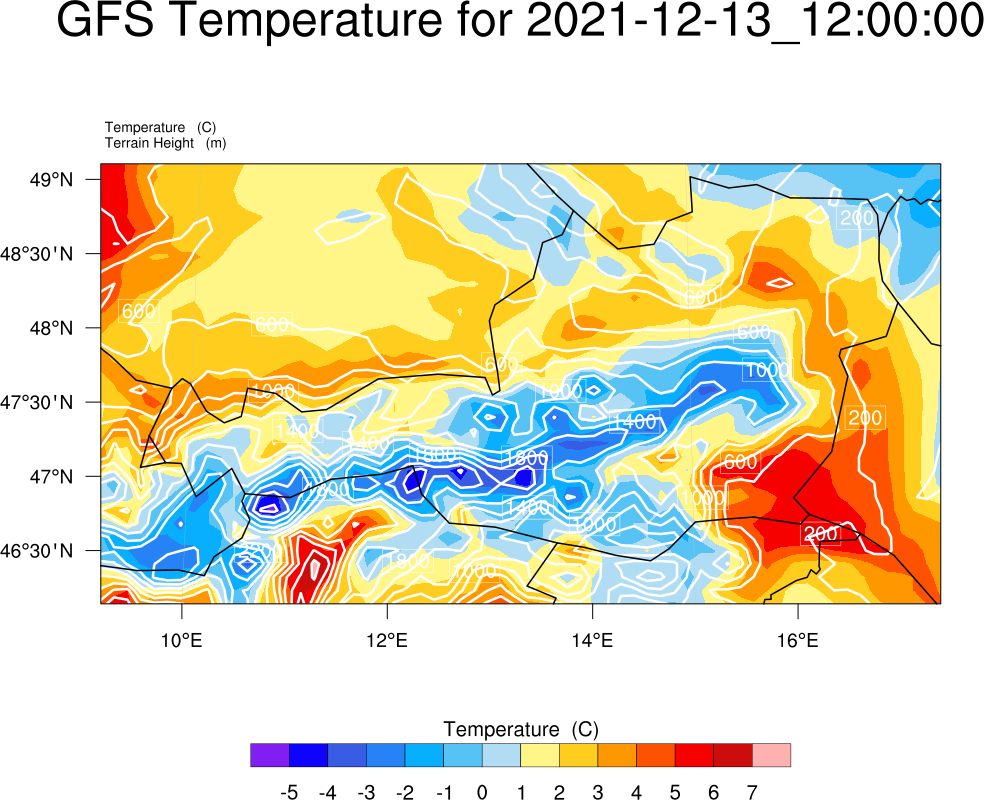 GFS Temperature for 2021-12-13_12:00:00
Temperature (C)
Terrain Height (m)
49°N
48°30'N
48°N
47°30'N
47°N
46°30'N
200
600
600
600
600
600
1000
1000
1000
1400
200
1400
1400
1800
1800
600
1800
1000
1400
1000
200
1800
1000
10°E
12°E
14°E
16°E
Temperature (C)
-5 -4 -3 -2 -1 0 1 2 3 4 5 6 7